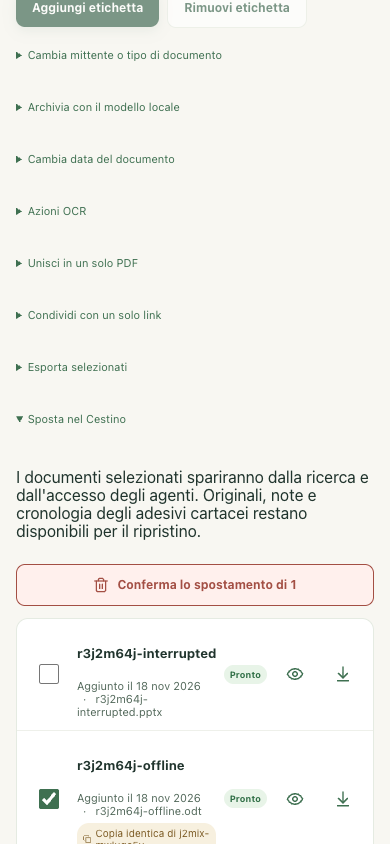 Aggiungi etichetta
Rimuovi etichetta
Cambia mittente o tipo di documento
Archivia con il modello locale
Cambia data del documento
Azioni OCR
Unisci in un solo PDF
Condividi con un solo link
Esporta selezionati
Sposta nel Cestino
I documenti selezionati spariranno dalla ricerca e
dall'accesso degli agenti. Originali, note e
cronologia degli adesivi cartacei restano
disponibili per il ripristino.
Conferma lo spostamento di 1
r3j2m64j-interrupted
Aggiunto il 18 nov 2026
· r3j2m64j-
interrupted.pptx
Pronto
r3j2m64j-offline
Aggiunto il 18 nov 2026
· r3j2m64j-offline.odt
Pronto
Copia identica di j2mix-